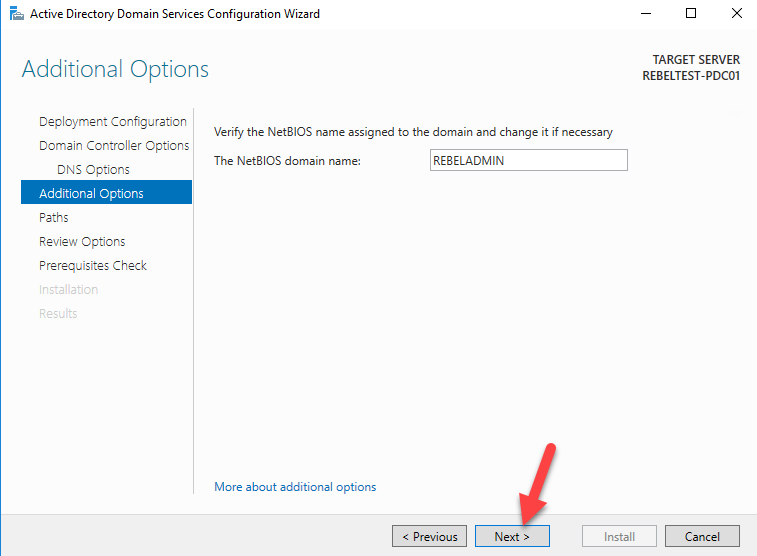 Active Directory Domain Services Configuration Wizard
Additional Options
TARGET SERVER
REBELTEST-PDC01
Deployment Configuration
Domain Controller Options
DNS Options
Additional Options
Paths
Review Options
Prerequisites Check
Installation
Results
Verify the NetBIOS name assigned to the domain and change it if necessary
The NetBIOS domain name: REBELADMIN
More about additional options
< Previous Next > Install Cancel